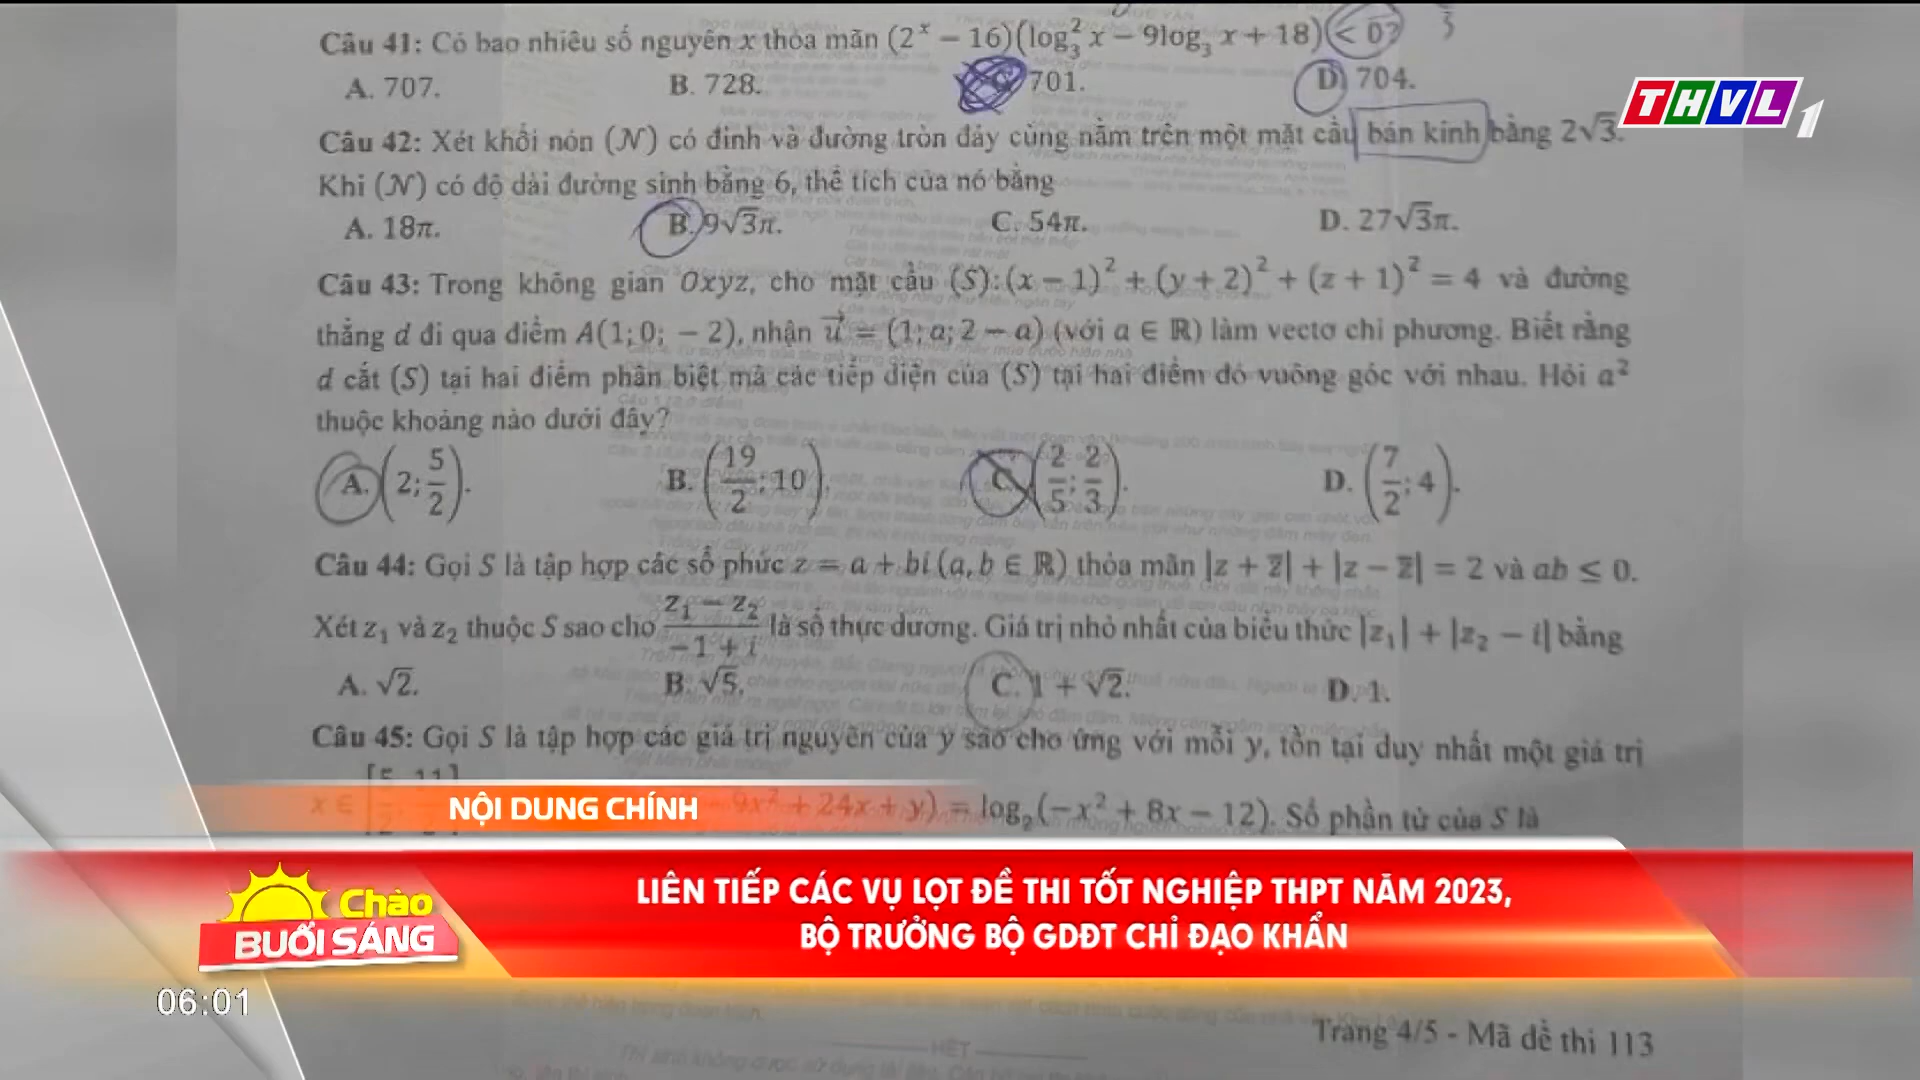 Câu 41: Có bao nhiêu số nguyên x thỏa mãn (2^x − 16)(log₃² x − 9log₃ x + 18) < 0?
A. 707. B. 728. C. 701. D. 704.
THVL 1
Câu 42: Xét khối nón (𝒩) có đỉnh và đường tròn đáy cùng nằm trên một mặt cầu bán kính bằng 2√3.
Khi (𝒩) có độ dài đường sinh bằng 6, thể tích của nó bằng
A. 18π. B. 9√3π. C. 54π. D. 27√3π.
Câu 43: Trong không gian Oxyz, cho mặt cầu (S): (x − 1)² + (y + 2)² + (z + 1)² = 4 và đường
thẳng d đi qua điểm A(1; 0; − 2), nhận u⃗ = (1; a; 2 − a) (với a ∈ ℝ) làm vectơ chỉ phương. Biết rằng
d cắt (S) tại hai điểm phân biệt mà các tiếp diện của (S) tại hai điểm đó vuông góc với nhau. Hỏi a²
thuộc khoảng nào dưới đây?
A. (2; 5/2). B. (19/2; 10). C. (2/5; 2/3). D. (7/2; 4).
Câu 44: Gọi S là tập hợp các số phức z = a + bi (a, b ∈ ℝ) thỏa mãn |z + z̄| + |z − z̄| = 2 và ab ≤ 0.
Xét z₁ và z₂ thuộc S sao cho (z₁ − z₂)/(−1 + i) là số thực dương. Giá trị nhỏ nhất của biểu thức |z₁| + |z₂ − i| bằng
A. √2. B. √5. C. 1 + √2. D. 1.
Câu 45: Gọi S là tập hợp các giá trị nguyên của y sao cho ứng với mỗi y, tồn tại duy nhất một giá trị
x ∈ − 9x² + 24x + y) = log₂(−x² + 8x − 12). Số phần tử của S là
NỘI DUNG CHÍNH
LIÊN TIẾP CÁC VỤ LỌT ĐỀ THI TỐT NGHIỆP THPT NĂM 2023,
BỘ TRƯỞNG BỘ GDĐT CHỈ ĐẠO KHẨN
Chào
BUỔI SÁNG
06:01
HẾT
Trang 4/5 - Mã đề thi 113